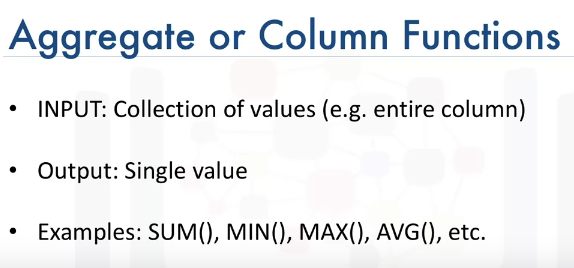 Aggregate or Column Functions
• INPUT: Collection of values (e.g. entire column)
• Output: Single value
• Examples: SUM(), MIN(), MAX(), AVG(), etc.